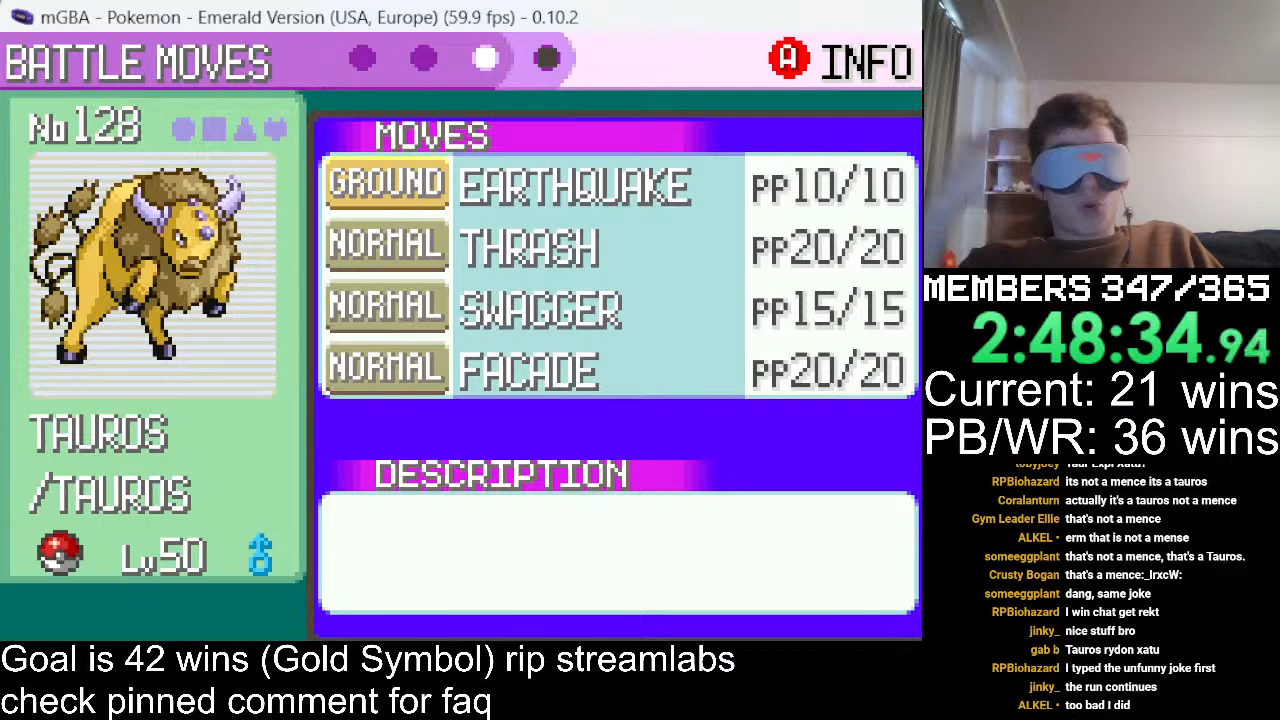 mGBA - Pokemon - Emerald Version (USA, Europe) (59.9 fps) - 0.10.2
BATTLE MOVES
A INFO
No128
MOVES
GROUND EARTHQUAKE PP10/10
NORMAL THRASH PP20/20
NORMAL SWAGGER PP15/15
NORMAL FACADE PP20/20
TAUROS
/TAUROS
Lv50
DESCRIPTION
MEMBERS 347/365
2:48:34.94
Current: 21 wins
PB/WR: 36 wins
RPBiohazard its not a mence its a tauros
Coralanturn actually it's a tauros not a mence
Gym Leader Ellie that's not a mence
ALKEL • erm that is not a mense
someeggplant that's not a mence, that's a Tauros.
Crusty Bogan that's a mence:_lrxcW:
someeggplant dang, same joke
RPBiohazard I win chat get rekt
jinky_ nice stuff bro
gab b Tauros rydon xatu
RPBiohazard I typed the unfunny joke first
jinky_ the run continues
ALKEL • too bad I did
Goal is 42 wins (Gold Symbol) rip streamlabs
check pinned comment for faq